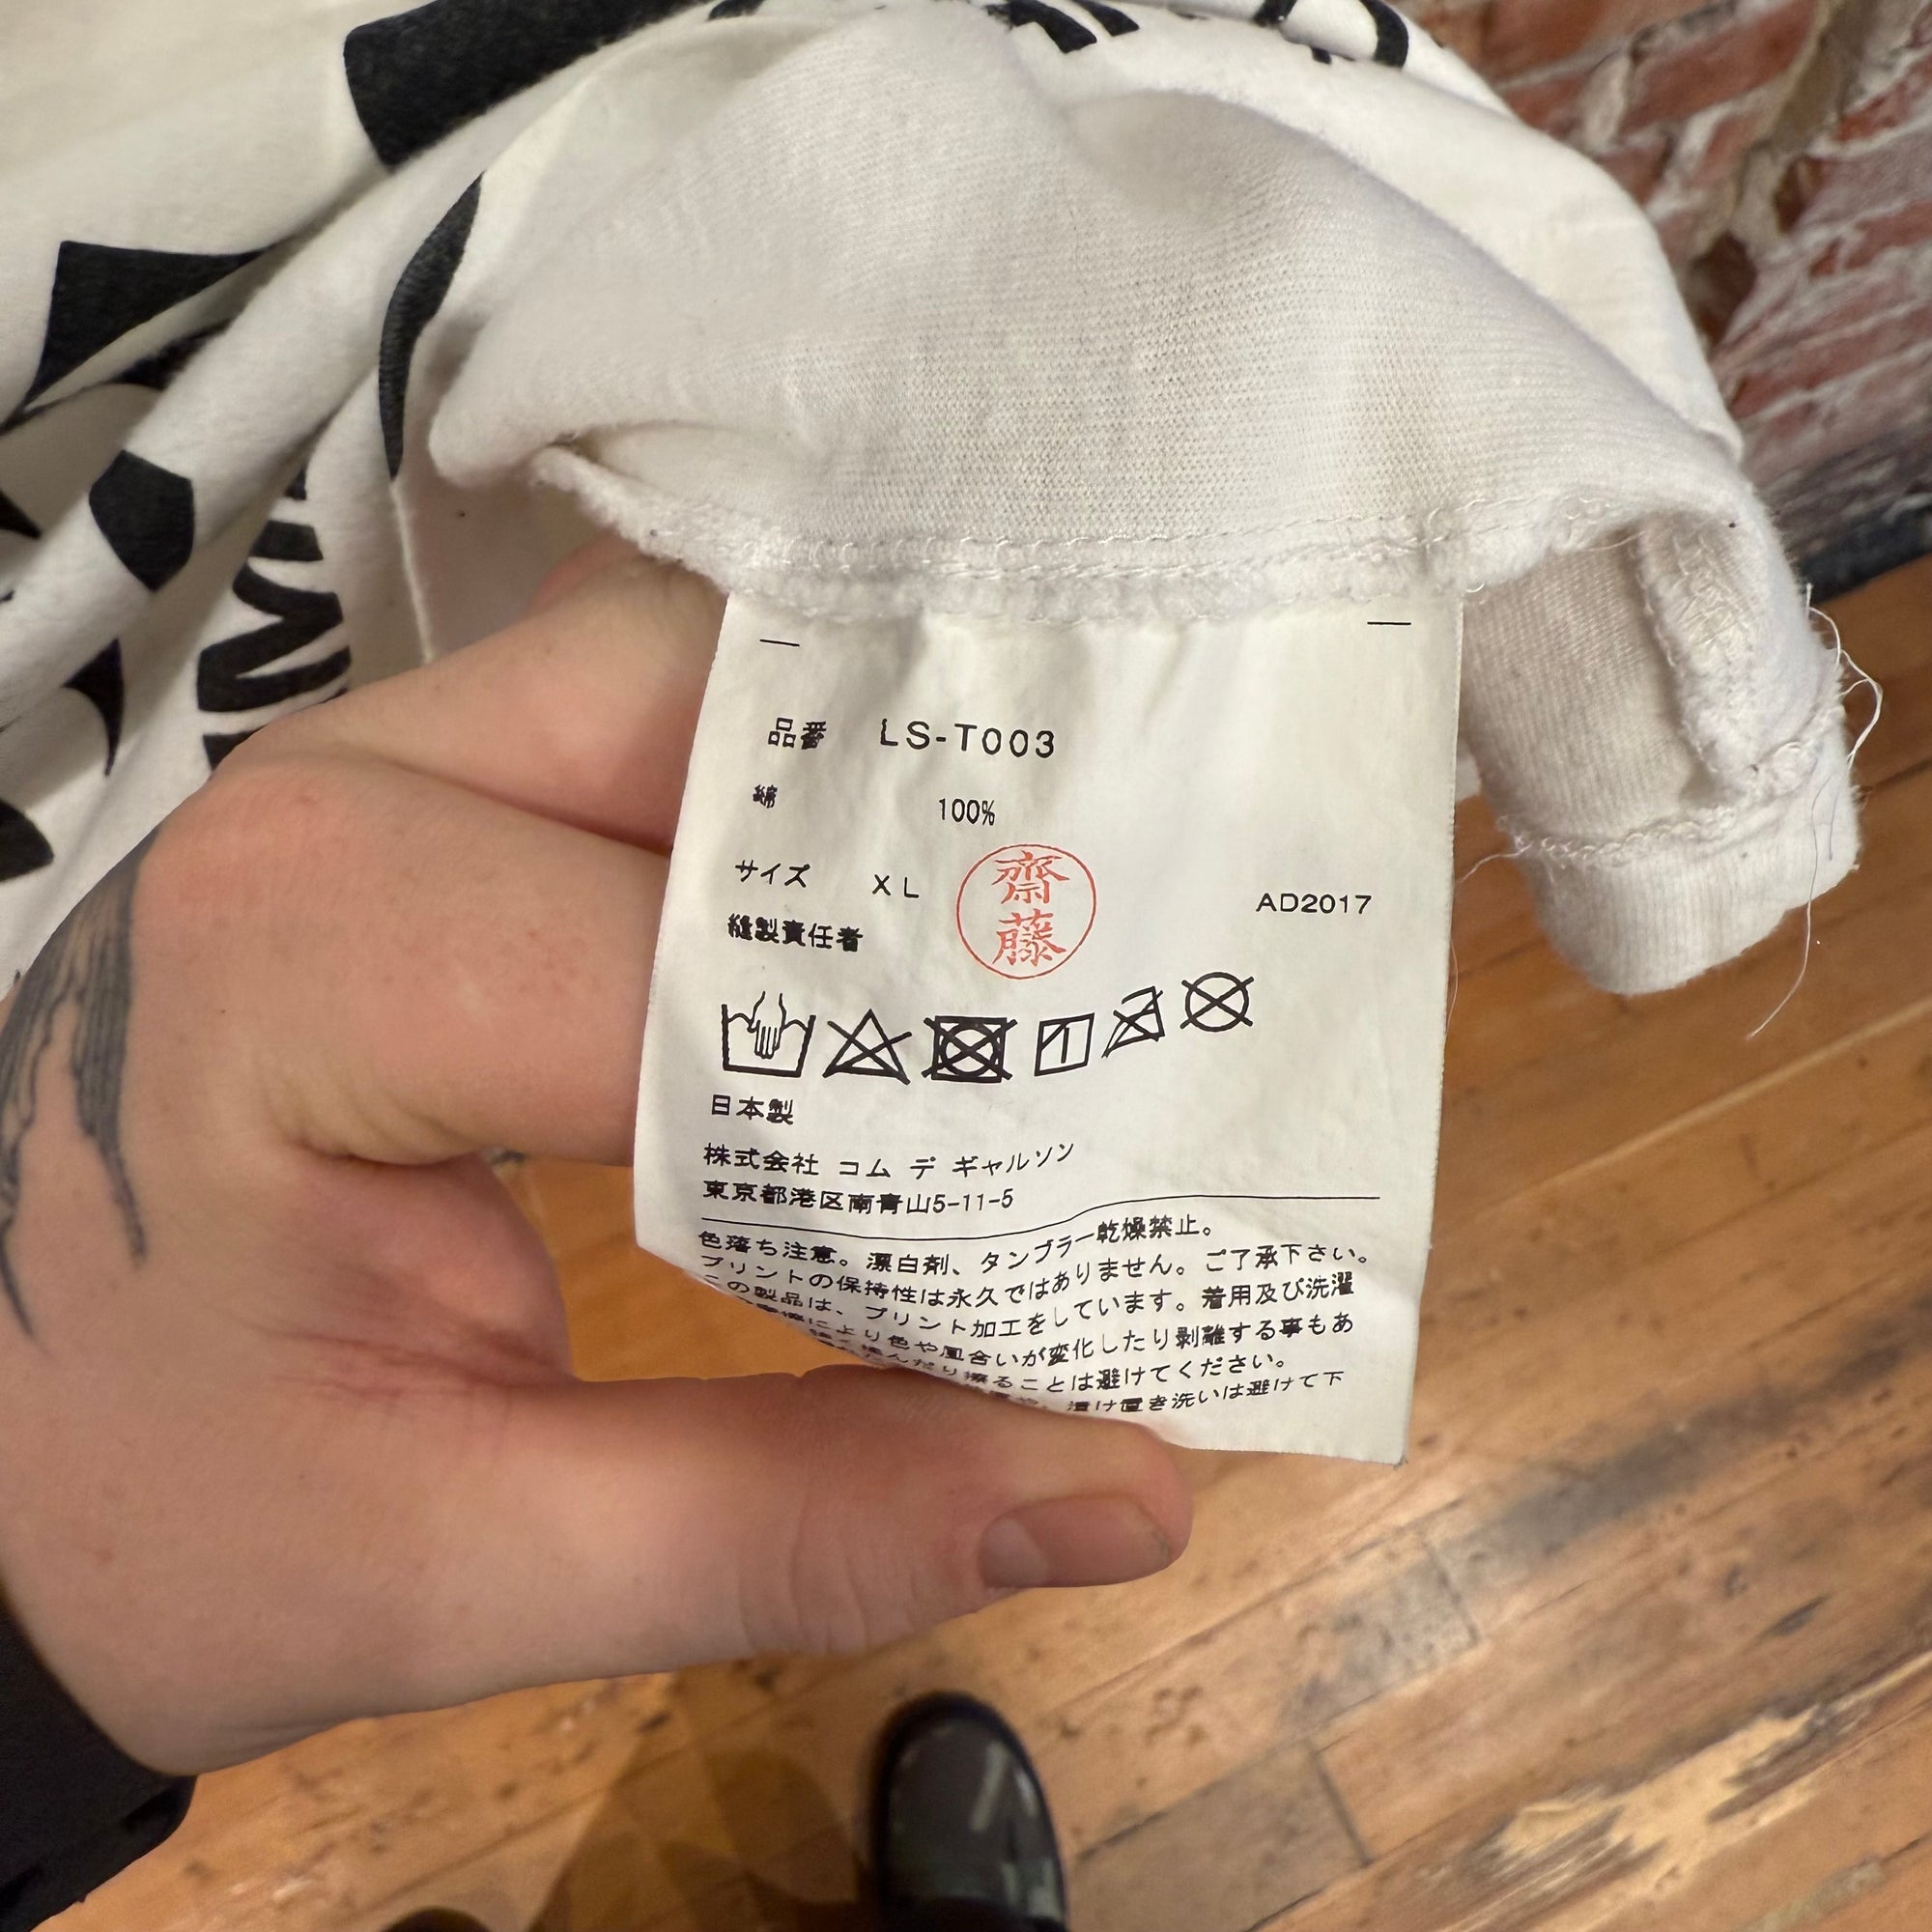 品番 LS-T003
綿 100%
サイズ XL AD2017
縫製責任者 齋藤
日本製
株式会社 コム デ ギャルソン
東京都港区南青山5-11-5
色落ち注意。漂白剤、タンブラー乾燥禁止。
プリントの保持性は永久ではありません。ご了承下さい。
この製品は、プリント加工をしています。着用及び洗濯
により色や風合いが変化したり剥離する事もあ
揉んだり擦ることは避けてください。
漬け置き洗いは避けて下